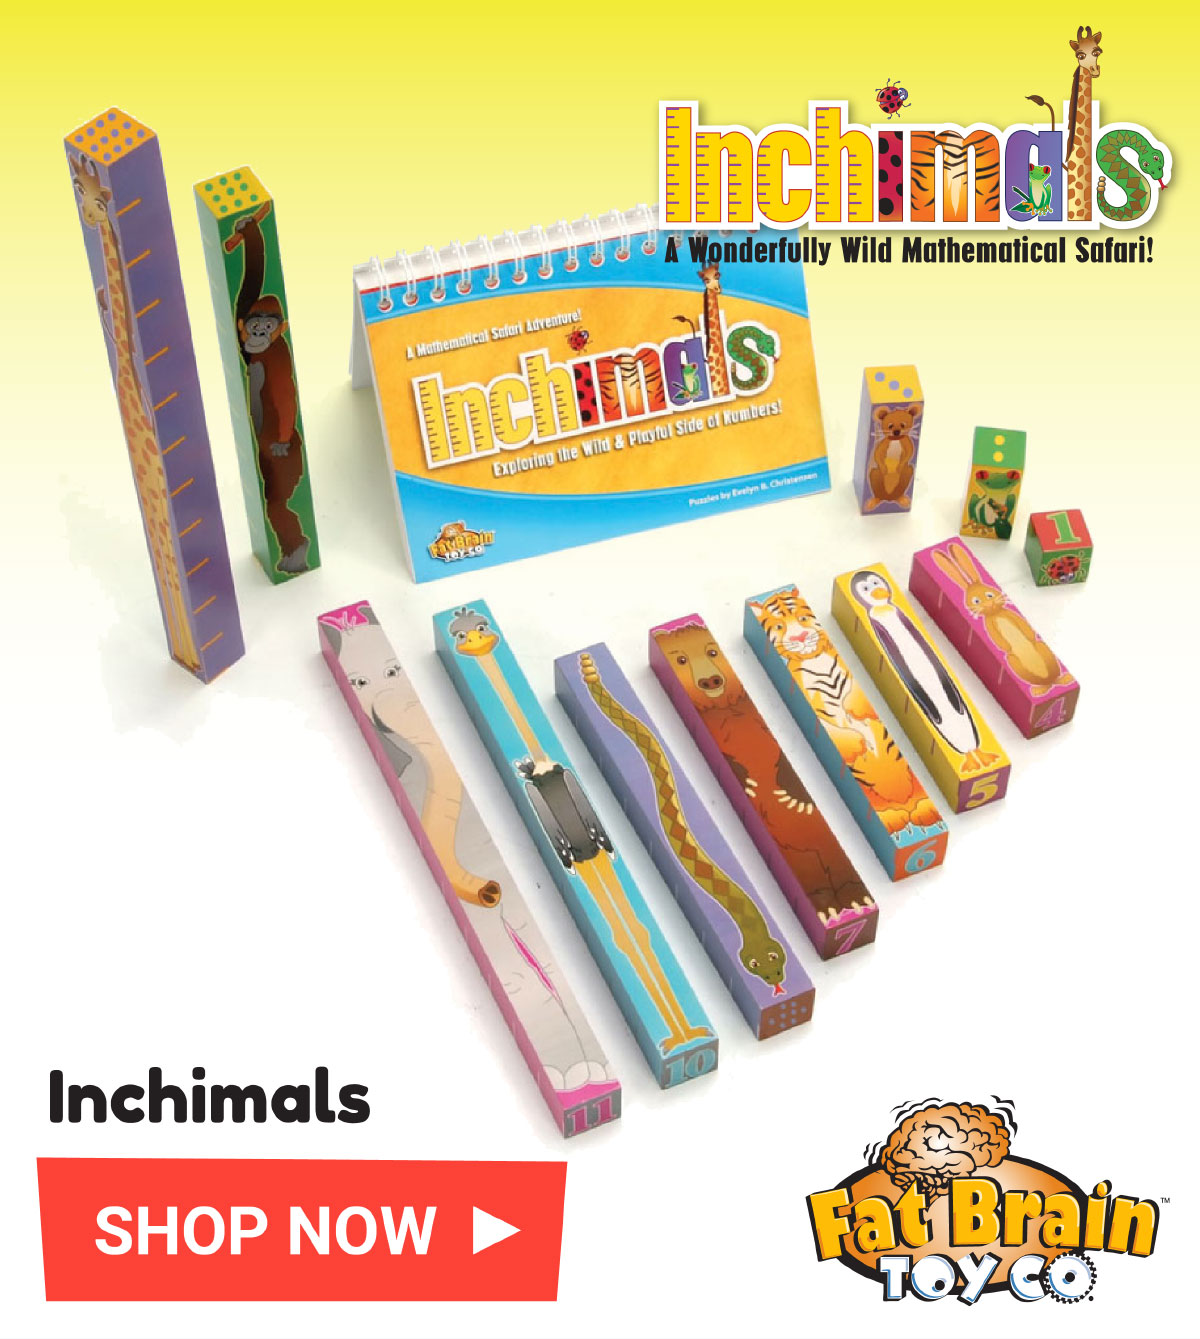 Inchimals
A Wonderfully Wild Mathematical Safari!
A Mathematical Safari Adventure!
Inchimals
Exploring the Wild & Playful Side of Numbers!
Puzzles by Evelyn B. Christensen
Fat Brain
TOY CO
1
4
5
6
7
10
11
Inchimals
SHOP NOW
Fat Brain™
TOY CO.